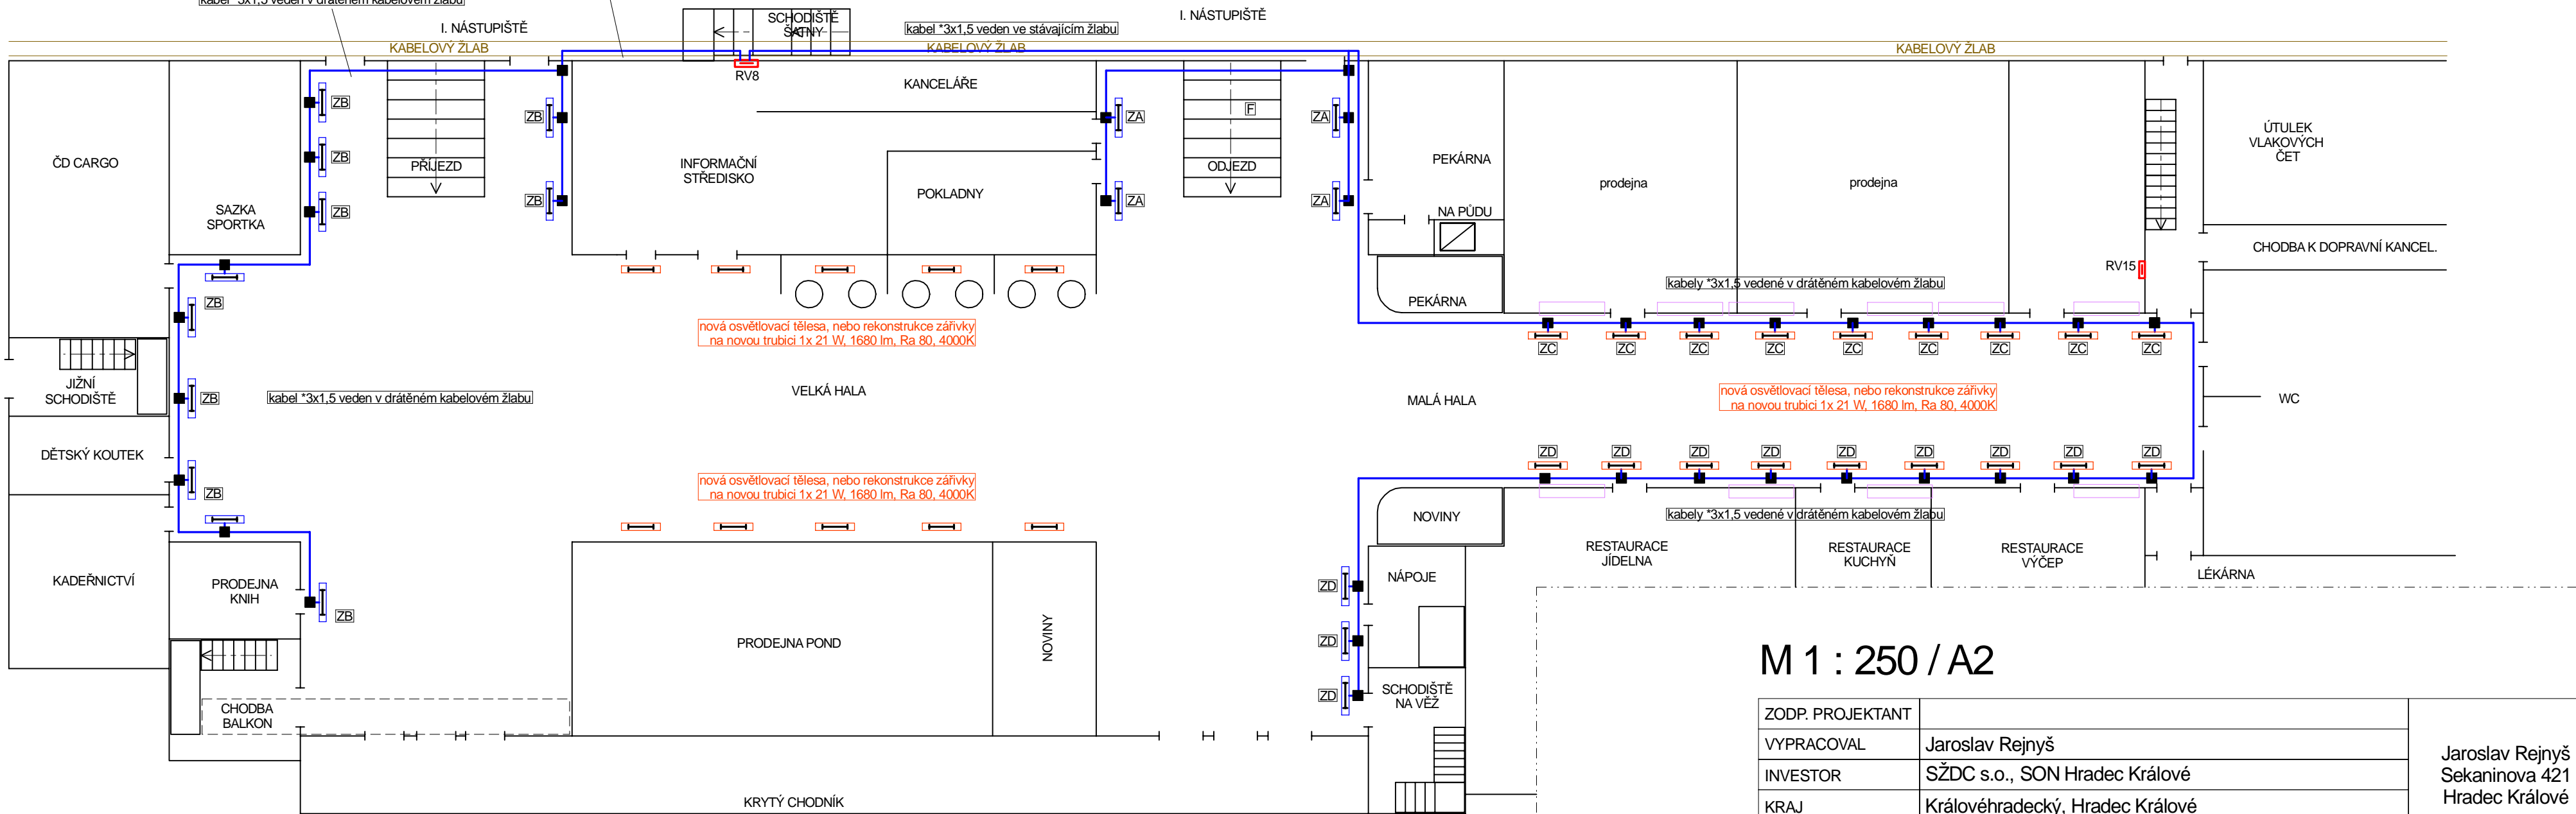 kabel *3x1,5 veden v drátěném kabelovém žlabu
I. NÁSTUPIŠTĚ
SCHODIŠTĚ
ŠATNY
kabel *3x1,5 veden ve stávajícím žlabu
I. NÁSTUPIŠTĚ
KABELOVÝ ŽLAB
KABELOVÝ ŽLAB
KABELOVÝ ŽLAB
RV8
KANCELÁŘE
ZB
ZB
ZB
ZB
ZB
ZA
ZA
ZA
ZA
F
ČD CARGO
SAZKA
SPORTKA
PŘÍJEZD
INFORMAČNÍ
STŘEDISKO
POKLADNY
ODJEZD
PEKÁRNA
NA PŮDU
prodejna
prodejna
ÚTULEK
VLAKOVÝCH
ČET
CHODBA K DOPRAVNÍ KANCEL.
RV15
PEKÁRNA
kabely *3x1,5 vedené v drátěném kabelovém žlabu
ZB
nová osvětlovací tělesa, nebo rekonstrukce zářivky
na novou trubici 1x 21 W, 1680 lm, Ra 80, 4000K
ZC
ZC
ZC
ZC
ZC
ZC
ZC
ZC
ZC
JIŽNÍ
SCHODIŠTĚ
ZB
kabel *3x1,5 veden v drátěném kabelovém žlabu
VELKÁ HALA
MALÁ HALA
nová osvětlovací tělesa, nebo rekonstrukce zářivky
na novou trubici 1x 21 W, 1680 lm, Ra 80, 4000K
WC
DĚTSKÝ KOUTEK
ZB
nová osvětlovací tělesa, nebo rekonstrukce zářivky
na novou trubici 1x 21 W, 1680 lm, Ra 80, 4000K
ZD
ZD
ZD
ZD
ZD
ZD
ZD
ZD
ZD
NOVINY
kabely *3x1,5 vedené v drátěném kabelovém žlabu
RESTAURACE
JÍDELNA
RESTAURACE
KUCHYŇ
RESTAURACE
VÝČEP
LÉKÁRNA
KADEŘNICTVÍ
PRODEJNA
KNIH
ZB
NÁPOJE
ZD
ZD
ZD
PRODEJNA POND
NOVINY
SCHODIŠTĚ
NA VĚŽ
CHODBA
BALKON
KRYTÝ CHODNÍK
M 1 : 250 / A2
ZODP. PROJEKTANT
VYPRACOVAL Jaroslav Rejnyš
INVESTOR SŽDC s.o., SON Hradec Králové
KRAJ Královéhradecký, Hradec Králové
Jaroslav Rejnyš
Sekaninova 421
Hradec Králové